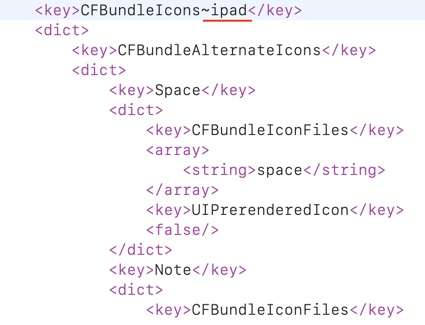 <key>CFBundleIcons~ipad</key>
<dict>
<key>CFBundleAlternateIcons</key>
<dict>
<key>Space</key>
<dict>
<key>CFBundleIconFiles</key>
<array>
<string>space</string>
</array>
<key>UIPrerenderedIcon</key>
<false/>
</dict>
<key>Note</key>
<dict>
<key>CFBundleIconFiles</key>